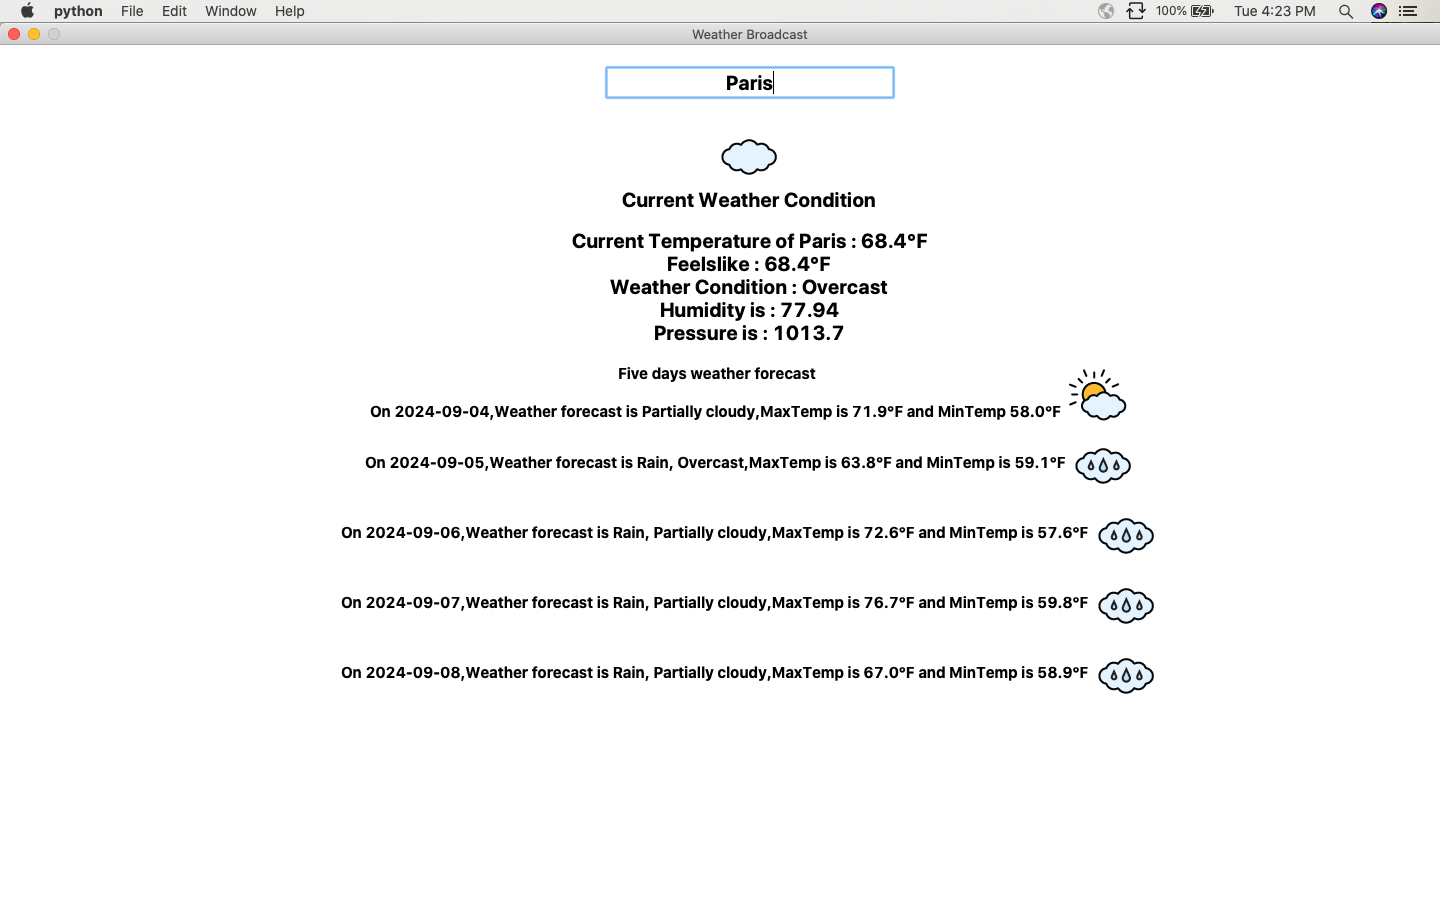 python File Edit Window Help 100% Tue 4:23 PM
Weather Broadcast
Paris
Current Weather Condition
Current Temperature of Paris : 68.4°F
Feelslike : 68.4°F
Weather Condition : Overcast
Humidity is : 77.94
Pressure is : 1013.7
Five days weather forecast
On 2024-09-04,Weather forecast is Partially cloudy,MaxTemp is 71.9°F and MinTemp 58.0°F
On 2024-09-05,Weather forecast is Rain, Overcast,MaxTemp is 63.8°F and MinTemp is 59.1°F
On 2024-09-06,Weather forecast is Rain, Partially cloudy,MaxTemp is 72.6°F and MinTemp is 57.6°F
On 2024-09-07,Weather forecast is Rain, Partially cloudy,MaxTemp is 76.7°F and MinTemp is 59.8°F
On 2024-09-08,Weather forecast is Rain, Partially cloudy,MaxTemp is 67.0°F and MinTemp is 58.9°F